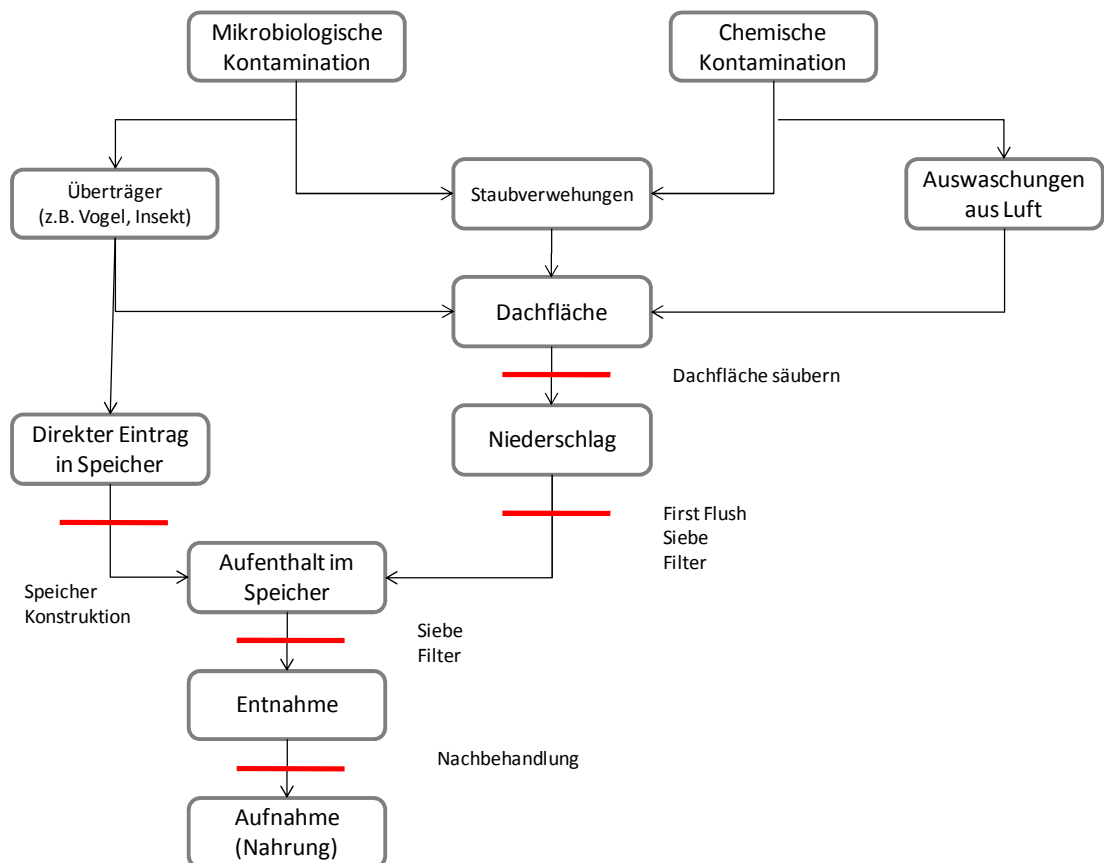 Mikrobiologische
Kontamination
Chemische
Kontamination
Überträger
(z.B. Vogel, Insekt)
Staubverwehungen
Auswaschungen
aus Luft
Dachfläche
Dachfläche säubern
Direkter Eintrag
in Speicher
Niederschlag
First Flush
Siebe
Filter
Speicher
Konstruktion
Aufenthalt im
Speicher
Siebe
Filter
Entnahme
Nachbehandlung
Aufnahme
(Nahrung)